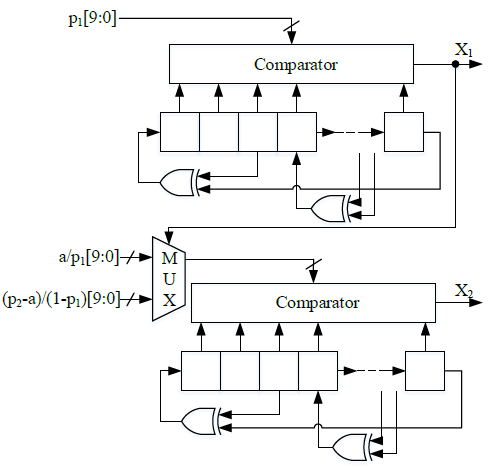 p₁[9:0]
X₁
Comparator
a/p₁[9:0]
M
U
X
(p₂-a)/(1-p₁)[9:0]
X₂
Comparator